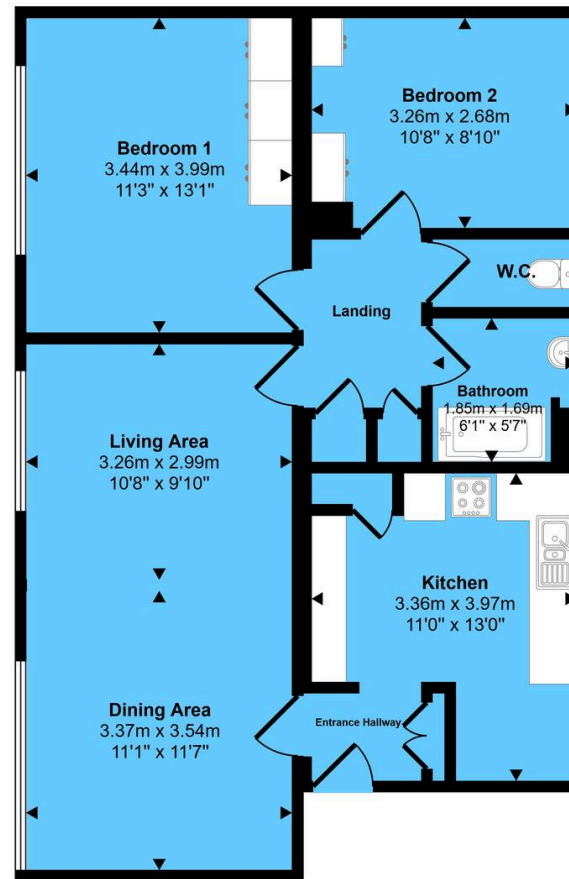 Bedroom 1
3.44m x 3.99m
11'3" x 13'1"
Bedroom 2
3.26m x 2.68m
10'8" x 8'10"
W.C.
Landing
Bathroom
1.85m x 1.69m
6'1" x 5'7"
Living Area
3.26m x 2.99m
10'8" x 9'10"
Kitchen
3.36m x 3.97m
11'0" x 13'0"
Dining Area
3.37m x 3.54m
11'1" x 11'7"
Entrance Hallway